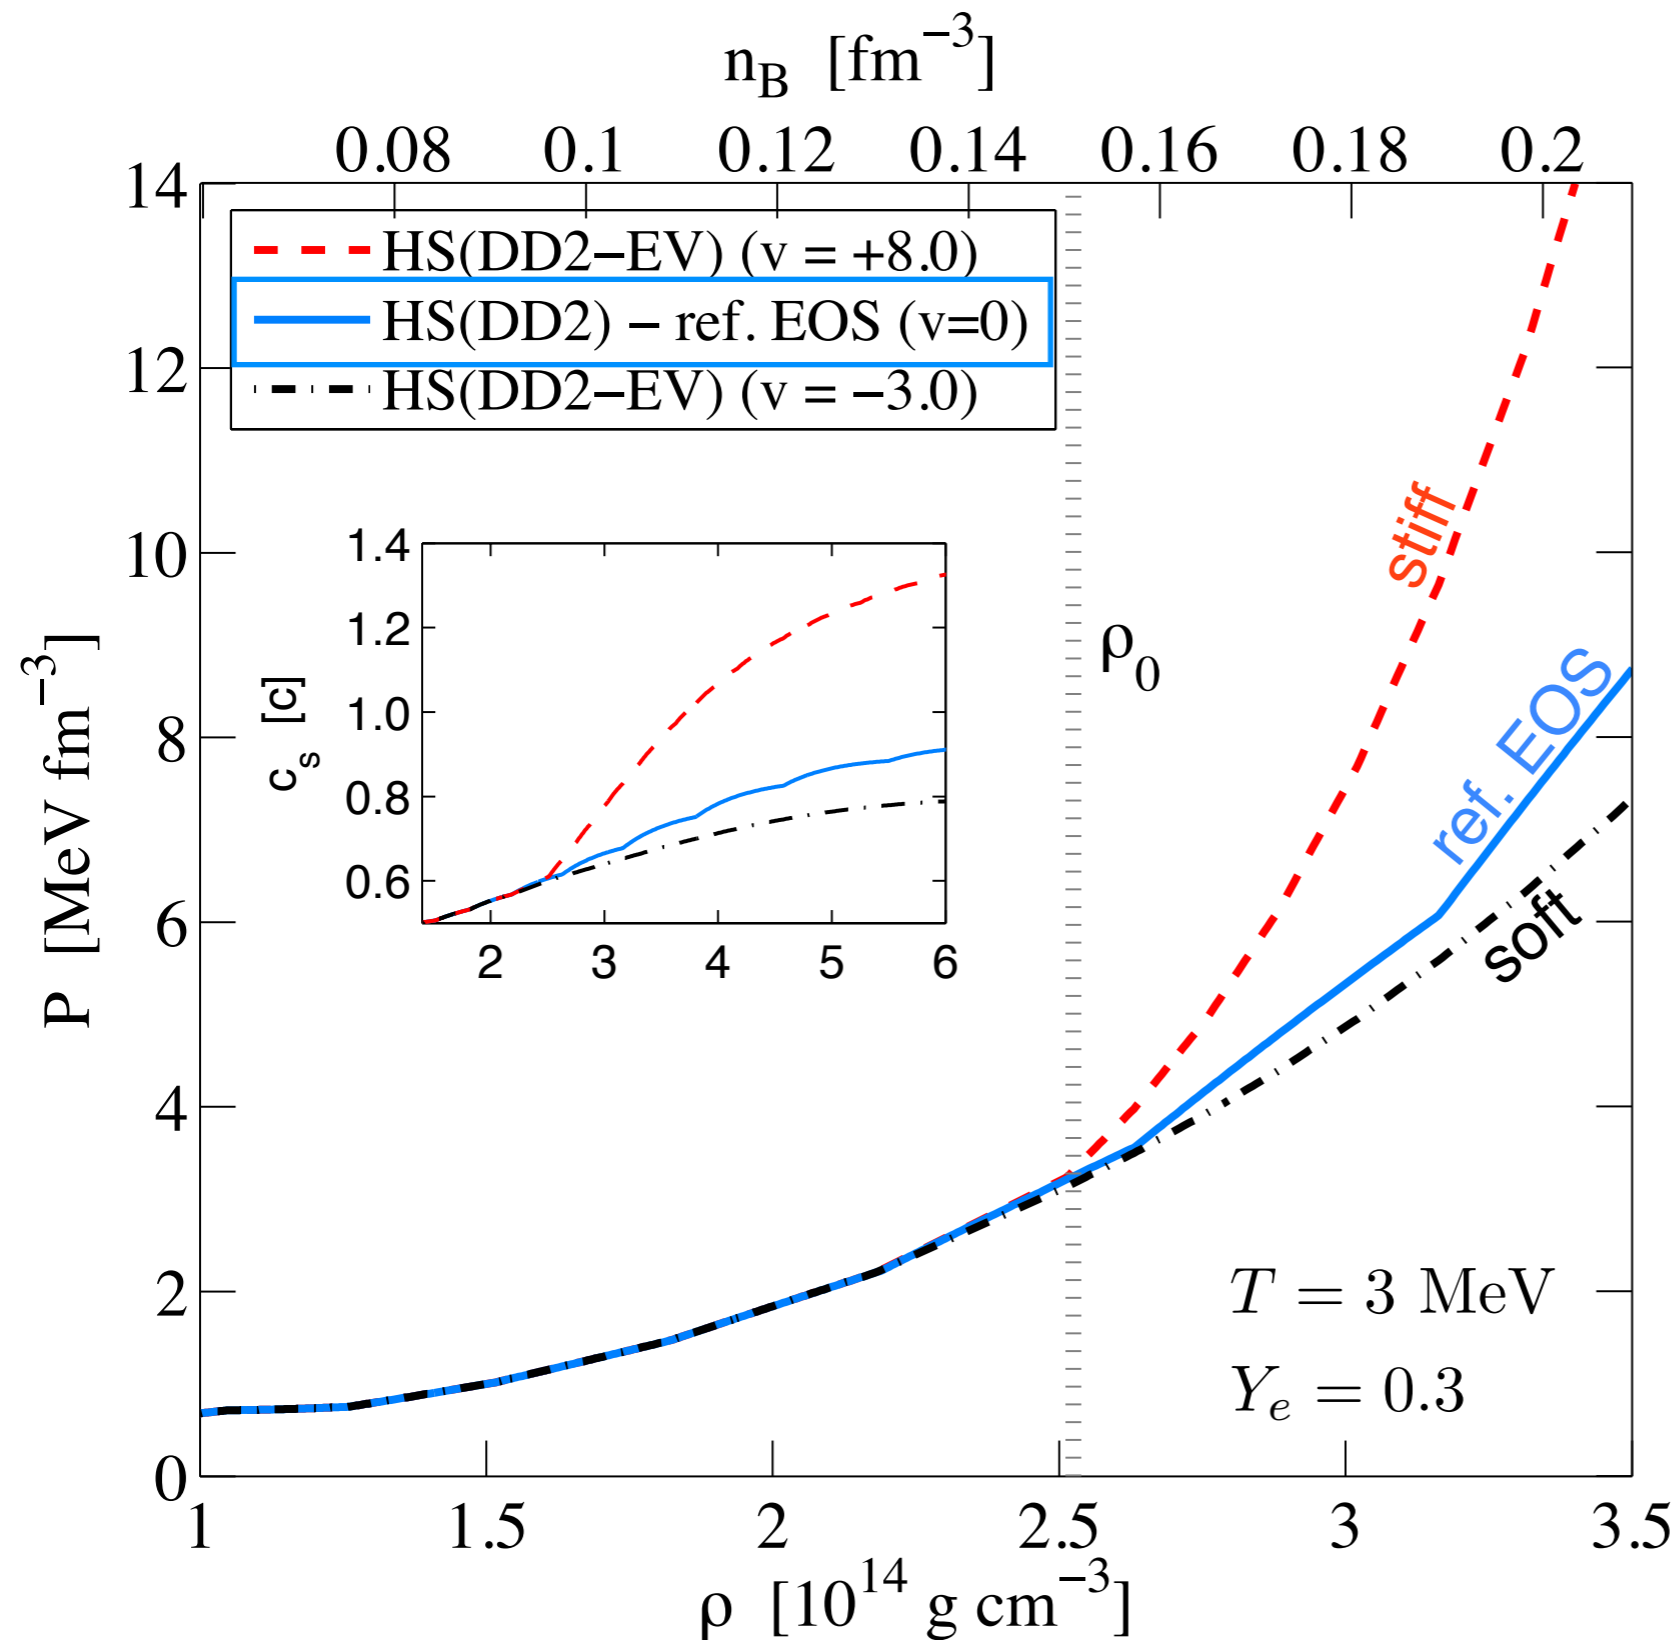 n_B [fm^−3]
0.08 0.1 0.12 0.14 0.16 0.18 0.2
14
12
10
8
6
4
2
0
P [MeV fm^−3]
HS(DD2−EV) (v = +8.0)
HS(DD2) − ref. EOS (v=0)
HS(DD2−EV) (v = −3.0)
1.4
1.2
1.0
0.8
0.6
c_s [c]
2 3 4 5 6
stiff
ρ_0
ref. EOS
soft
T = 3 MeV
Y_e = 0.3
1 1.5 2 2.5 3 3.5
ρ [10^14 g cm^−3]